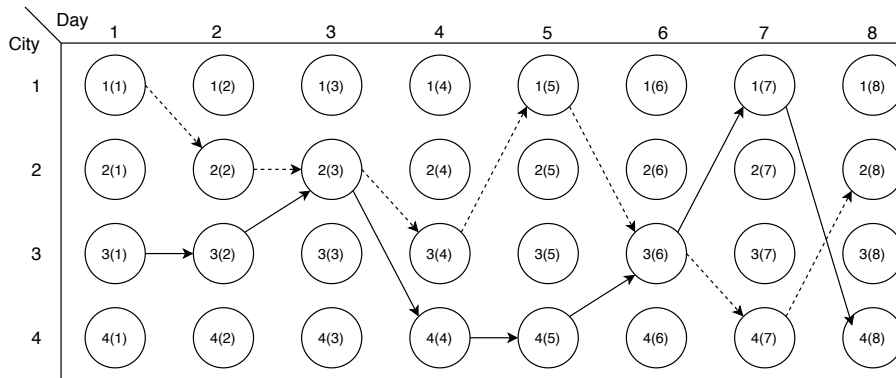 Day
City
1 2 3 4 5 6 7 8
1 1(1) 1(2) 1(3) 1(4) 1(5) 1(6) 1(7) 1(8)
2 2(1) 2(2) 2(3) 2(4) 2(5) 2(6) 2(7) 2(8)
3 3(1) 3(2) 3(3) 3(4) 3(5) 3(6) 3(7) 3(8)
4 4(1) 4(2) 4(3) 4(4) 4(5) 4(6) 4(7) 4(8)